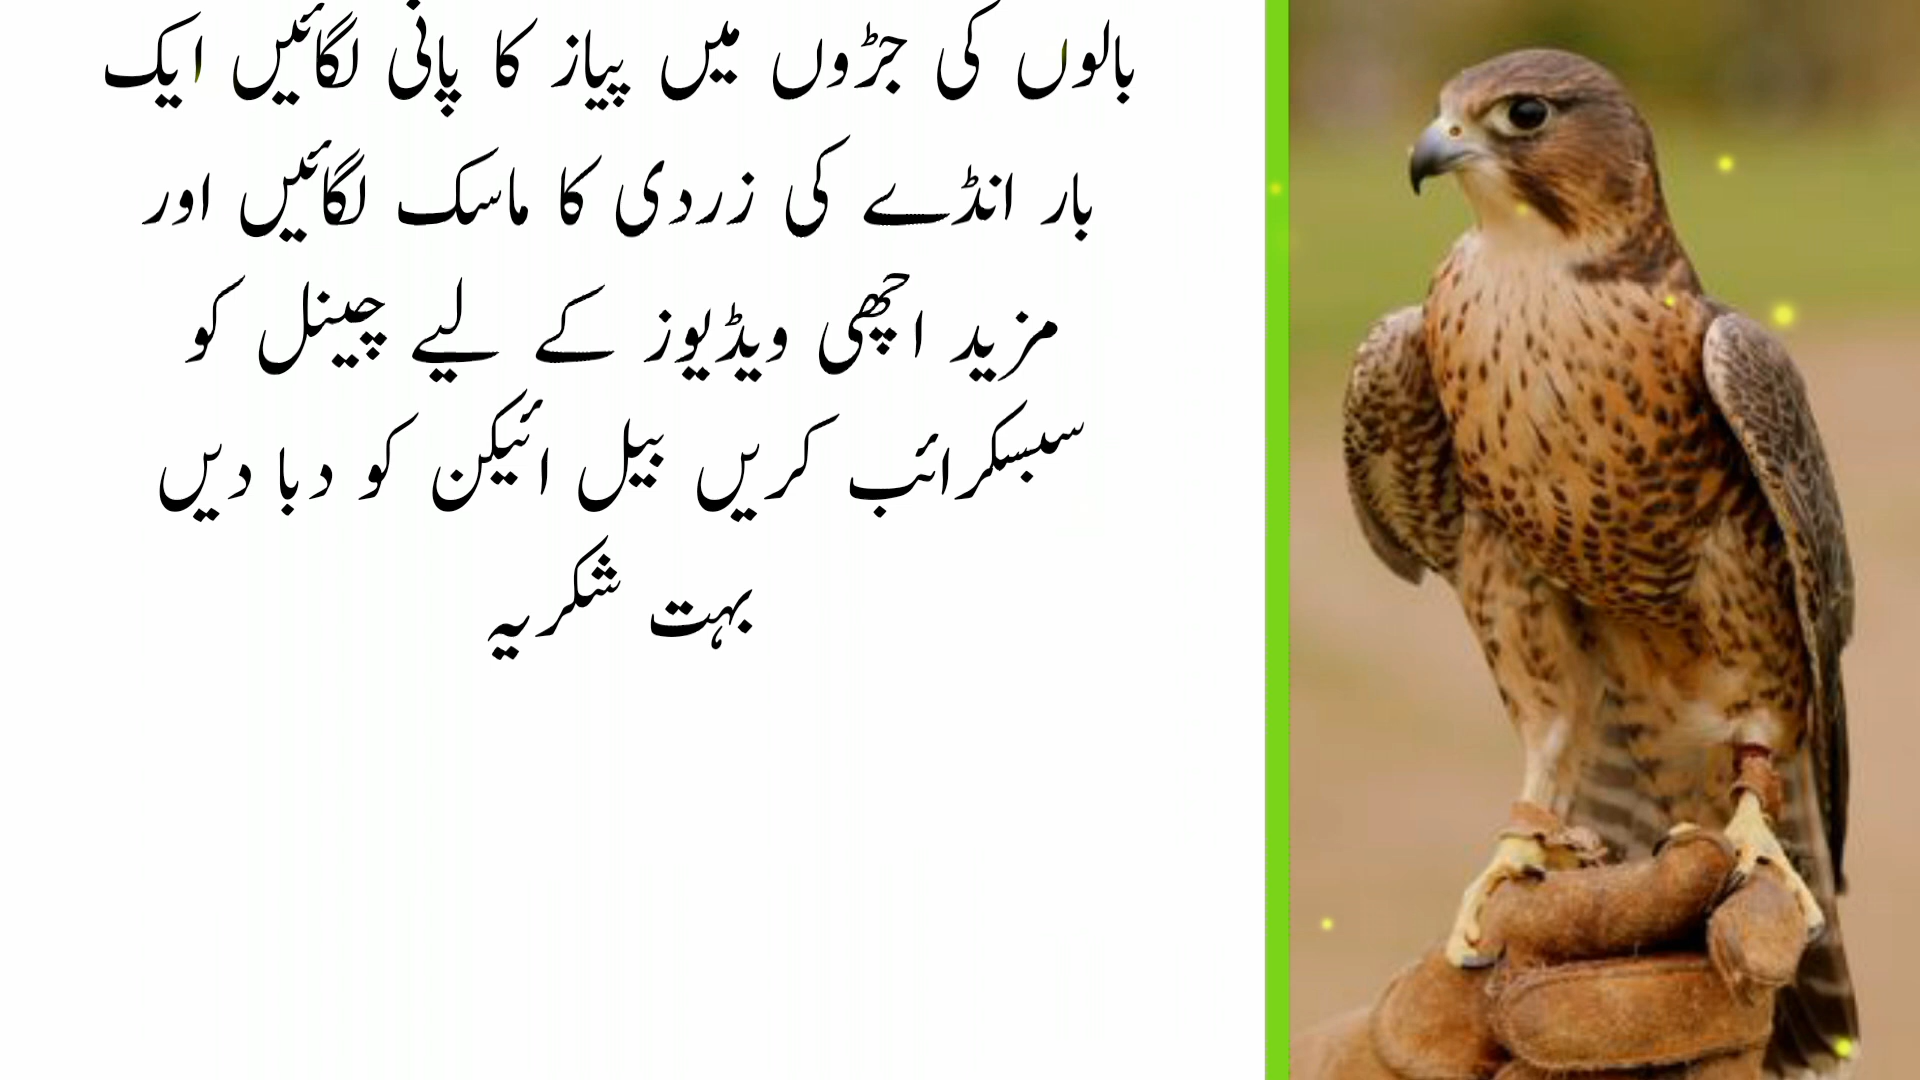 بالوں کی جڑوں میں پیاز کا پانی لگائیں ایک
بار انڈے کی زردی کا ماسک لگائیں اور
مزید اچھی ویڈیوز کے لیے چینل کو
سبسکرائب کریں بیل ائیکن کو دبا دیں
بہت شکریہ